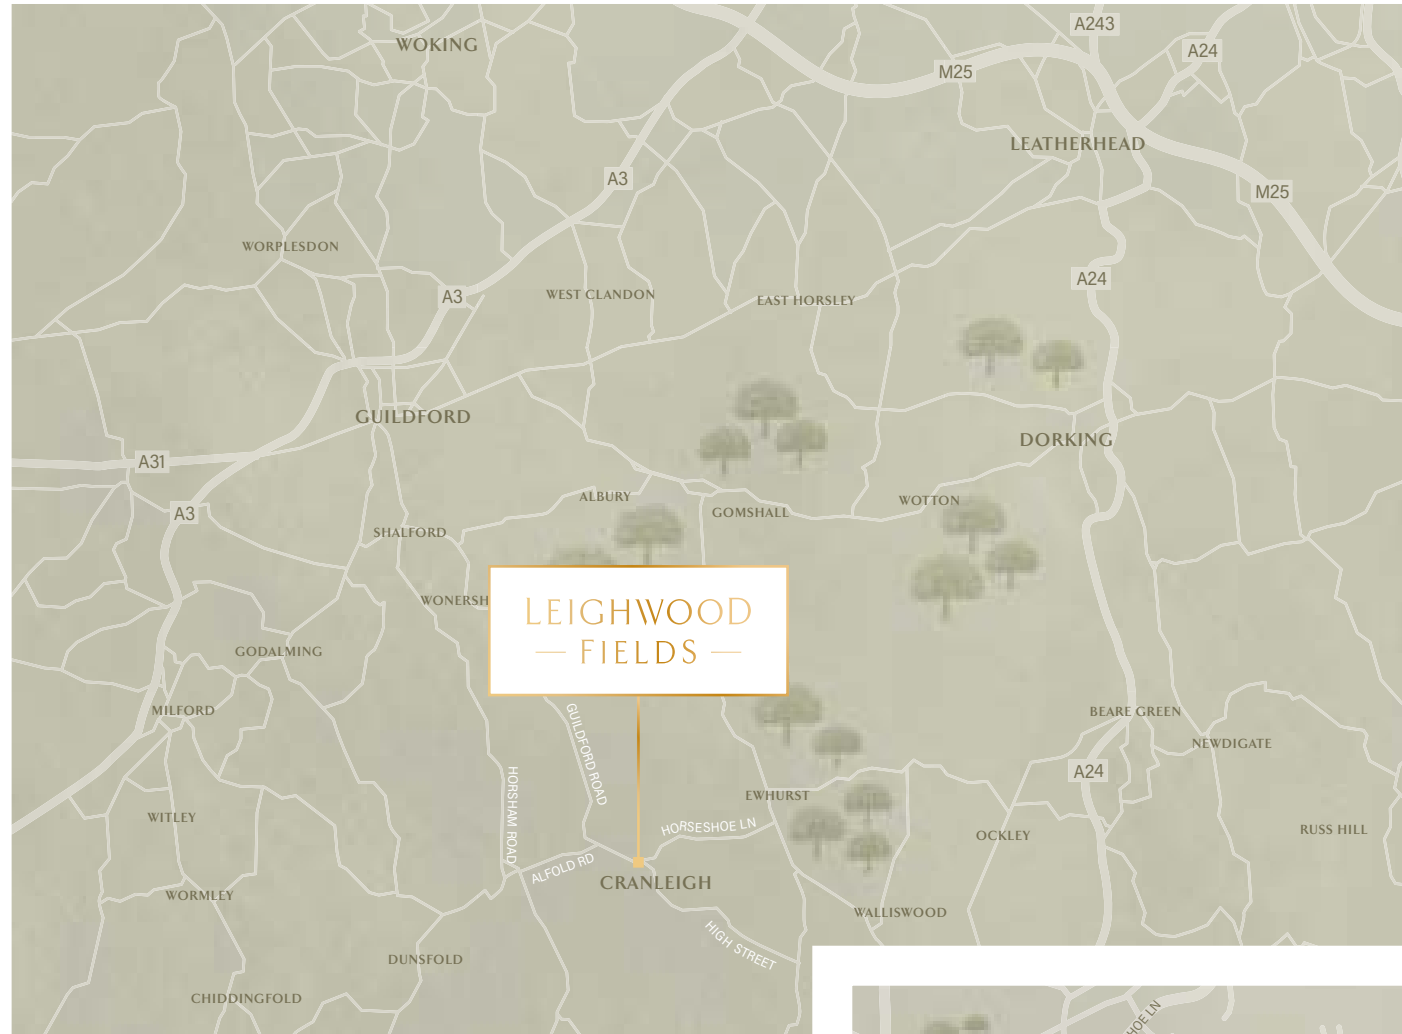 A243
WOKING
A24
M25
LEATHERHEAD
A3
M25
WORPLESDON
A24
A3
WEST CLANDON
EAST HORSLEY
GUILDFORD
DORKING
A31
ALBURY
WOTTON
A3
GOMSHALL
SHALFORD
WONERSH
LEIGHWOOD
FIELDS
GODALMING
MILFORD
GUILDFORD ROAD
BEARE GREEN
NEWDIGATE
A24
HORSHAM ROAD
EWHURST
WITLEY
HORSESHOE LN
OCKLEY
RUSS HILL
ALFOLD RD
CRANLEIGH
WORMLEY
WALLISWOOD
HIGH STREET
DUNSFOLD
CHIDDINGFOLD
HOE LN